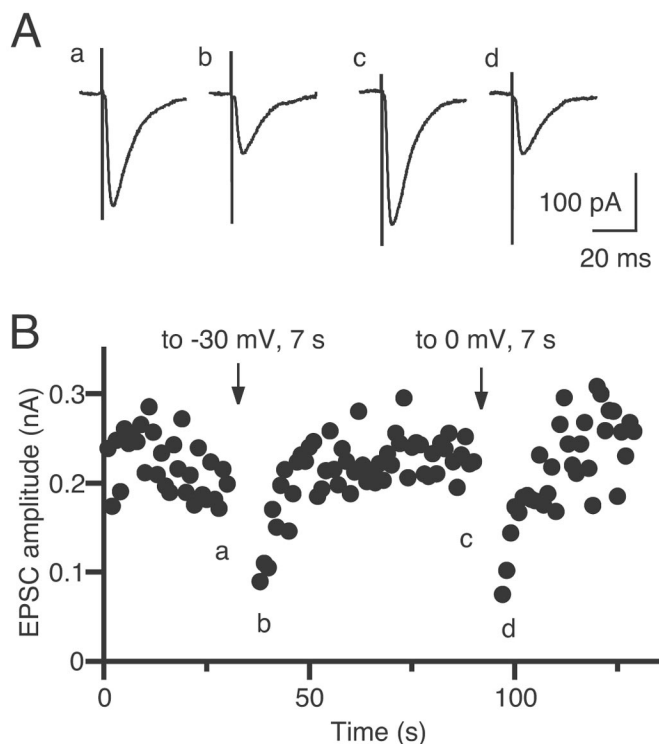 A
a
b
c
d
100 pA
20 ms
B
to -30 mV, 7 s
to 0 mV, 7 s
EPSC amplitude (nA)
0.3
0.2
0.1
0
a
b
c
d
0
50
100
Time (s)